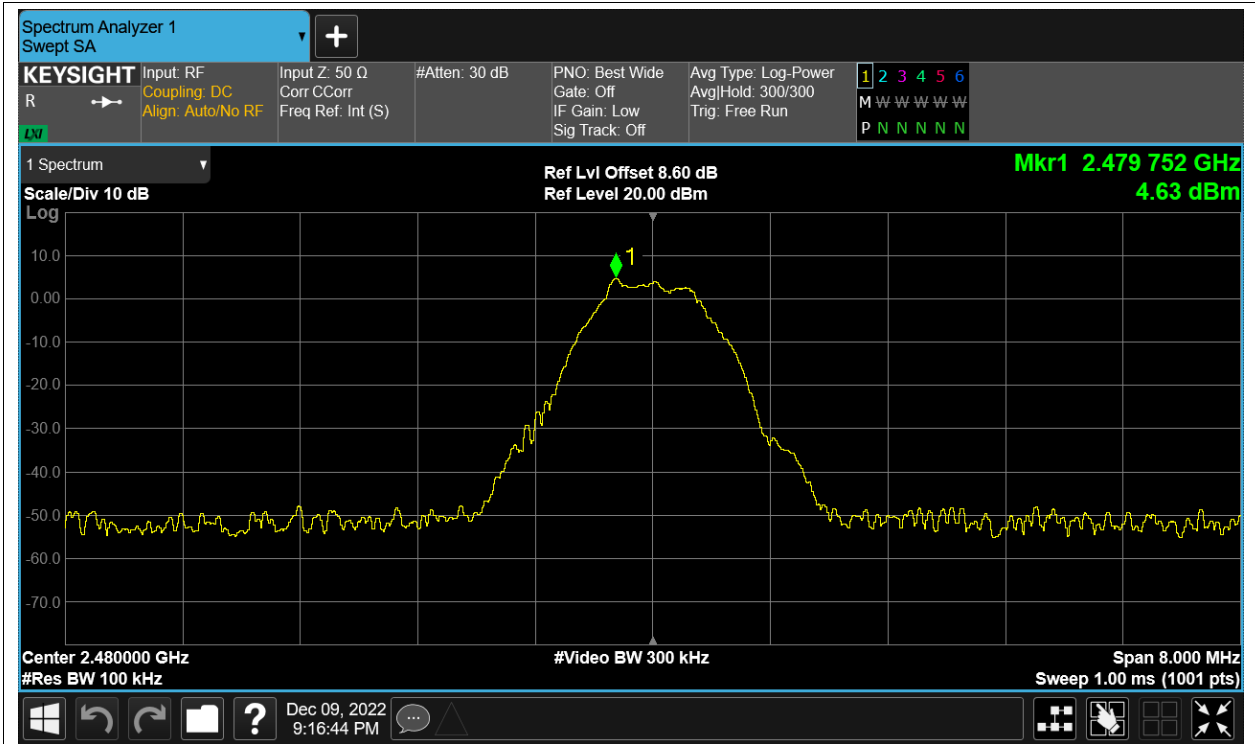 Spectrum Analyzer 1
Swept SA
KEYSIGHT
R
LXI
Input: RF
Coupling: DC
Align: Auto/No RF
Input Z: 50 Ω
Corr CCorr
Freq Ref: Int (S)
#Atten: 30 dB
PNO: Best Wide
Gate: Off
IF Gain: Low
Sig Track: Off
Avg Type: Log-Power
Avg|Hold: 300/300
Trig: Free Run
1 2 3 4 5 6
M W W W W W
P N N N N N
1 Spectrum
Scale/Div 10 dB
Log
Ref Lvl Offset 8.60 dB
Ref Level 20.00 dBm
Mkr1 2.479 752 GHz
4.63 dBm
1
10.0
0.00
-10.0
-20.0
-30.0
-40.0
-50.0
-60.0
-70.0
Center 2.480000 GHz
#Res BW 100 kHz
#Video BW 300 kHz
Span 8.000 MHz
Sweep 1.00 ms (1001 pts)
?
Dec 09, 2022
9:16:44 PM